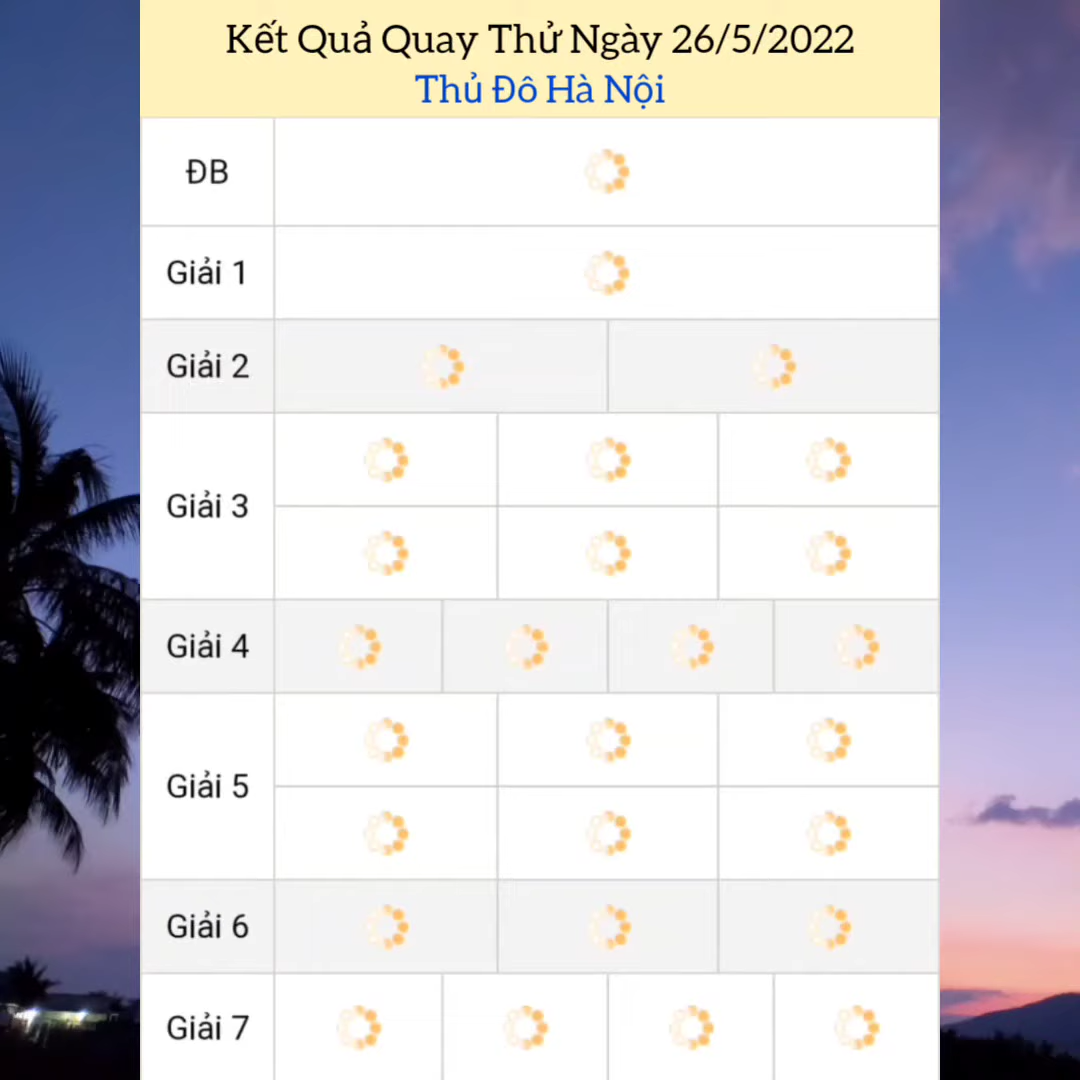 Kết Quả Quay Thử Ngày 26/5/2022
Thủ Đô Hà Nội
ĐB
Giải 1
Giải 2
Giải 3
Giải 4
Giải 5
Giải 6
Giải 7